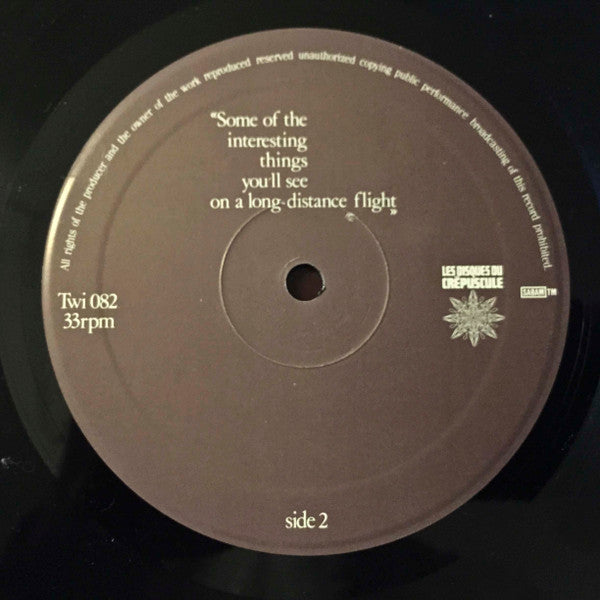 All rights of the producer and the owner of the work reproduced reserved unauthorized copying public performance broadcasting of this record prohibited.
“Some of the
interesting
things
you'll see
on a long-distance flight”
Twi 082
33rpm
LES DISQUES DU
CRÉPUSCULE
SABAM TM
side 2